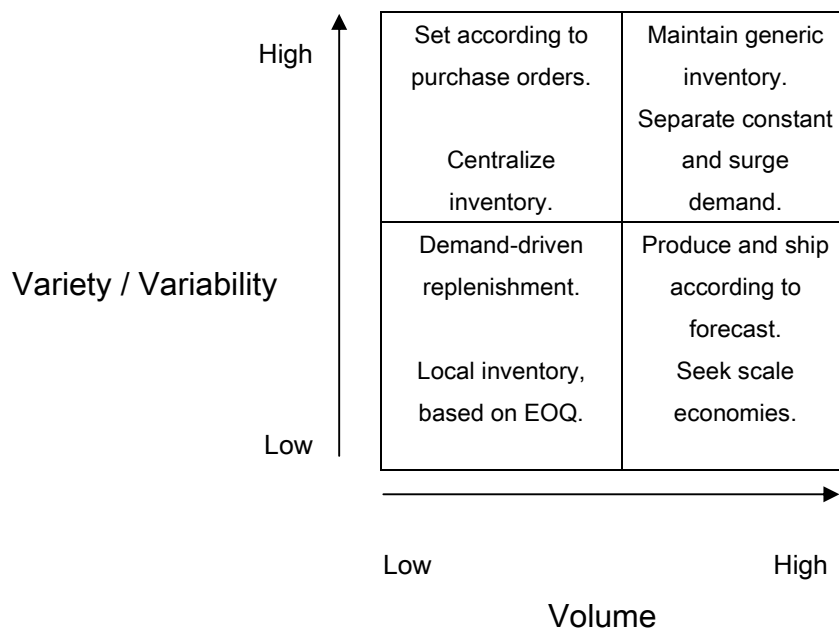 High
Set according to
purchase orders.
Centralize
inventory.
Maintain generic
inventory.
Separate constant
and surge
demand.
Variety / Variability
Demand-driven
replenishment.
Local inventory,
based on EOQ.
Produce and ship
according to
forecast.
Seek scale
economies.
Low
Low
High
Volume